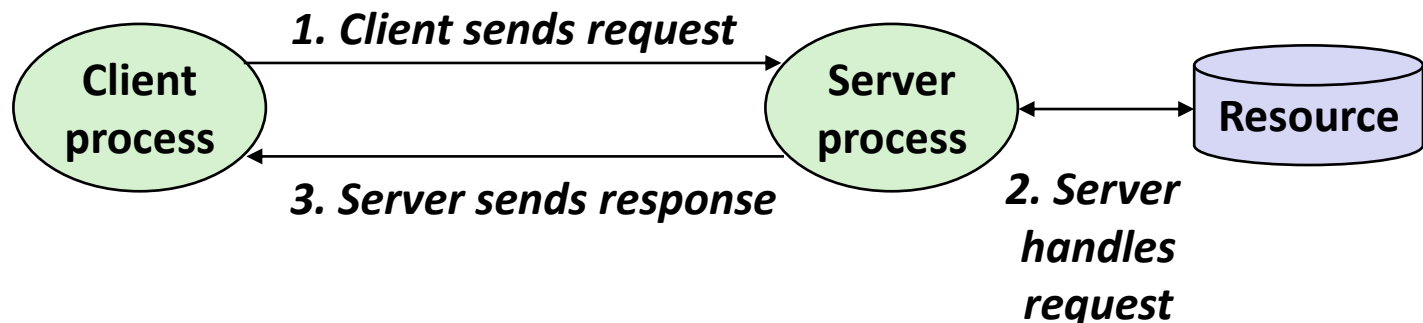 1. Client sends request
Client
process
Server
process
Resource
3. Server sends response
2. Server
handles
request